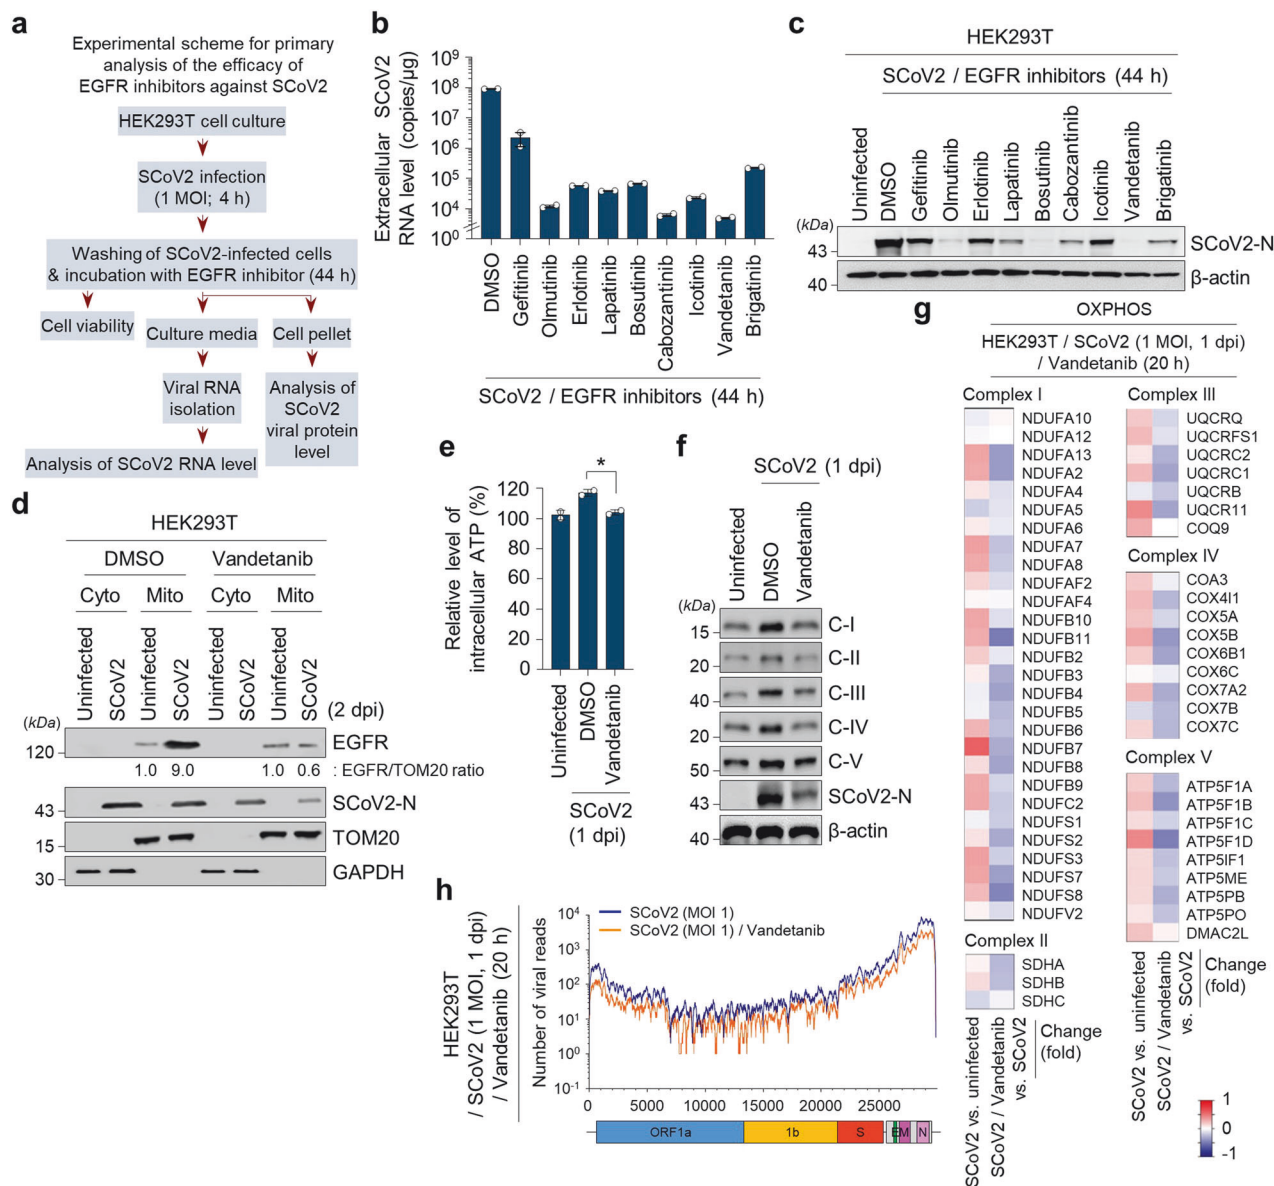 a
Experimental scheme for primary
analysis of the efficacy of
EGFR inhibitors against SCoV2
HEK293T cell culture
SCoV2 infection
(1 MOI; 4 h)
Washing of SCoV2-infected cells
& incubation with EGFR inhibitor (44 h)
Cell viability
Culture media
Cell pellet
Viral RNA
isolation
Analysis of
SCoV2
viral protein
level
Analysis of SCoV2 RNA level
b
Extracellular SCoV2
RNA level (copies/µg)
10⁹
10⁸
10⁷
10⁶
10⁵
10⁴
10⁰
DMSO
Gefitinib
Olmutinib
Erlotinib
Lapatinib
Bosutinib
Cabozantinib
Icotinib
Vandetanib
Brigatinib
SCoV2 / EGFR inhibitors (44 h)
c
HEK293T
SCoV2 / EGFR inhibitors (44 h)
Uninfected
DMSO
Gefitinib
Olmutinib
Erlotinib
Lapatinib
Bosutinib
Cabozantinib
Icotinib
Vandetanib
Brigatinib
(kDa)
43
SCoV2-N
40
β-actin
d
HEK293T
DMSO
Vandetanib
Cyto
Mito
Cyto
Mito
Uninfected
SCoV2
Uninfected
SCoV2
Uninfected
SCoV2
Uninfected
SCoV2
(2 dpi)
(kDa)
120
EGFR
1.0 9.0 1.0 0.6 : EGFR/TOM20 ratio
43
SCoV2-N
15
TOM20
30
GAPDH
e
Relative level of
intracellular ATP (%)
120
100
80
60
40
20
0
*
Uninfected
DMSO
Vandetanib
SCoV2
(1 dpi)
f
SCoV2 (1 dpi)
Uninfected
DMSO
Vandetanib
(kDa)
15
C-I
20
C-II
40
C-III
20
C-IV
50
C-V
43
SCoV2-N
40
β-actin
g
OXPHOS
HEK293T / SCoV2 (1 MOI, 1 dpi)
/ Vandetanib (20 h)
Complex I
NDUFA10
NDUFA12
NDUFA13
NDUFA2
NDUFA4
NDUFA5
NDUFA6
NDUFA7
NDUFA8
NDUFAF2
NDUFAF4
NDUFB10
NDUFB11
NDUFB2
NDUFB3
NDUFB4
NDUFB5
NDUFB6
NDUFB7
NDUFB8
NDUFB9
NDUFC2
NDUFS1
NDUFS2
NDUFS3
NDUFS7
NDUFS8
NDUFV2
Complex II
SDHA
SDHB
SDHC
SCoV2 vs. uninfected
SCoV2 / Vandetanib
vs. SCoV2
Change
(fold)
Complex III
UQCRQ
UQCRFS1
UQCRC2
UQCRC1
UQCRB
UQCR11
COQ9
Complex IV
COA3
COX4I1
COX5A
COX5B
COX6B1
COX6C
COX7A2
COX7B
COX7C
Complex V
ATP5F1A
ATP5F1B
ATP5F1C
ATP5F1D
ATP5IF1
ATP5ME
ATP5PB
ATP5PO
DMAC2L
SCoV2 vs. uninfected
SCoV2 / Vandetanib
vs. SCoV2
Change
(fold)
1
0
-1
h
HEK293T
/ SCoV2 (1 MOI, 1 dpi)
/ Vandetanib (20 h)
Number of viral reads
10⁴
10³
10²
10¹
10⁰
10⁻¹
SCoV2 (MOI 1)
SCoV2 (MOI 1) / Vandetanib
0 5000 10000 15000 20000 25000
ORF1a 1b S E M N